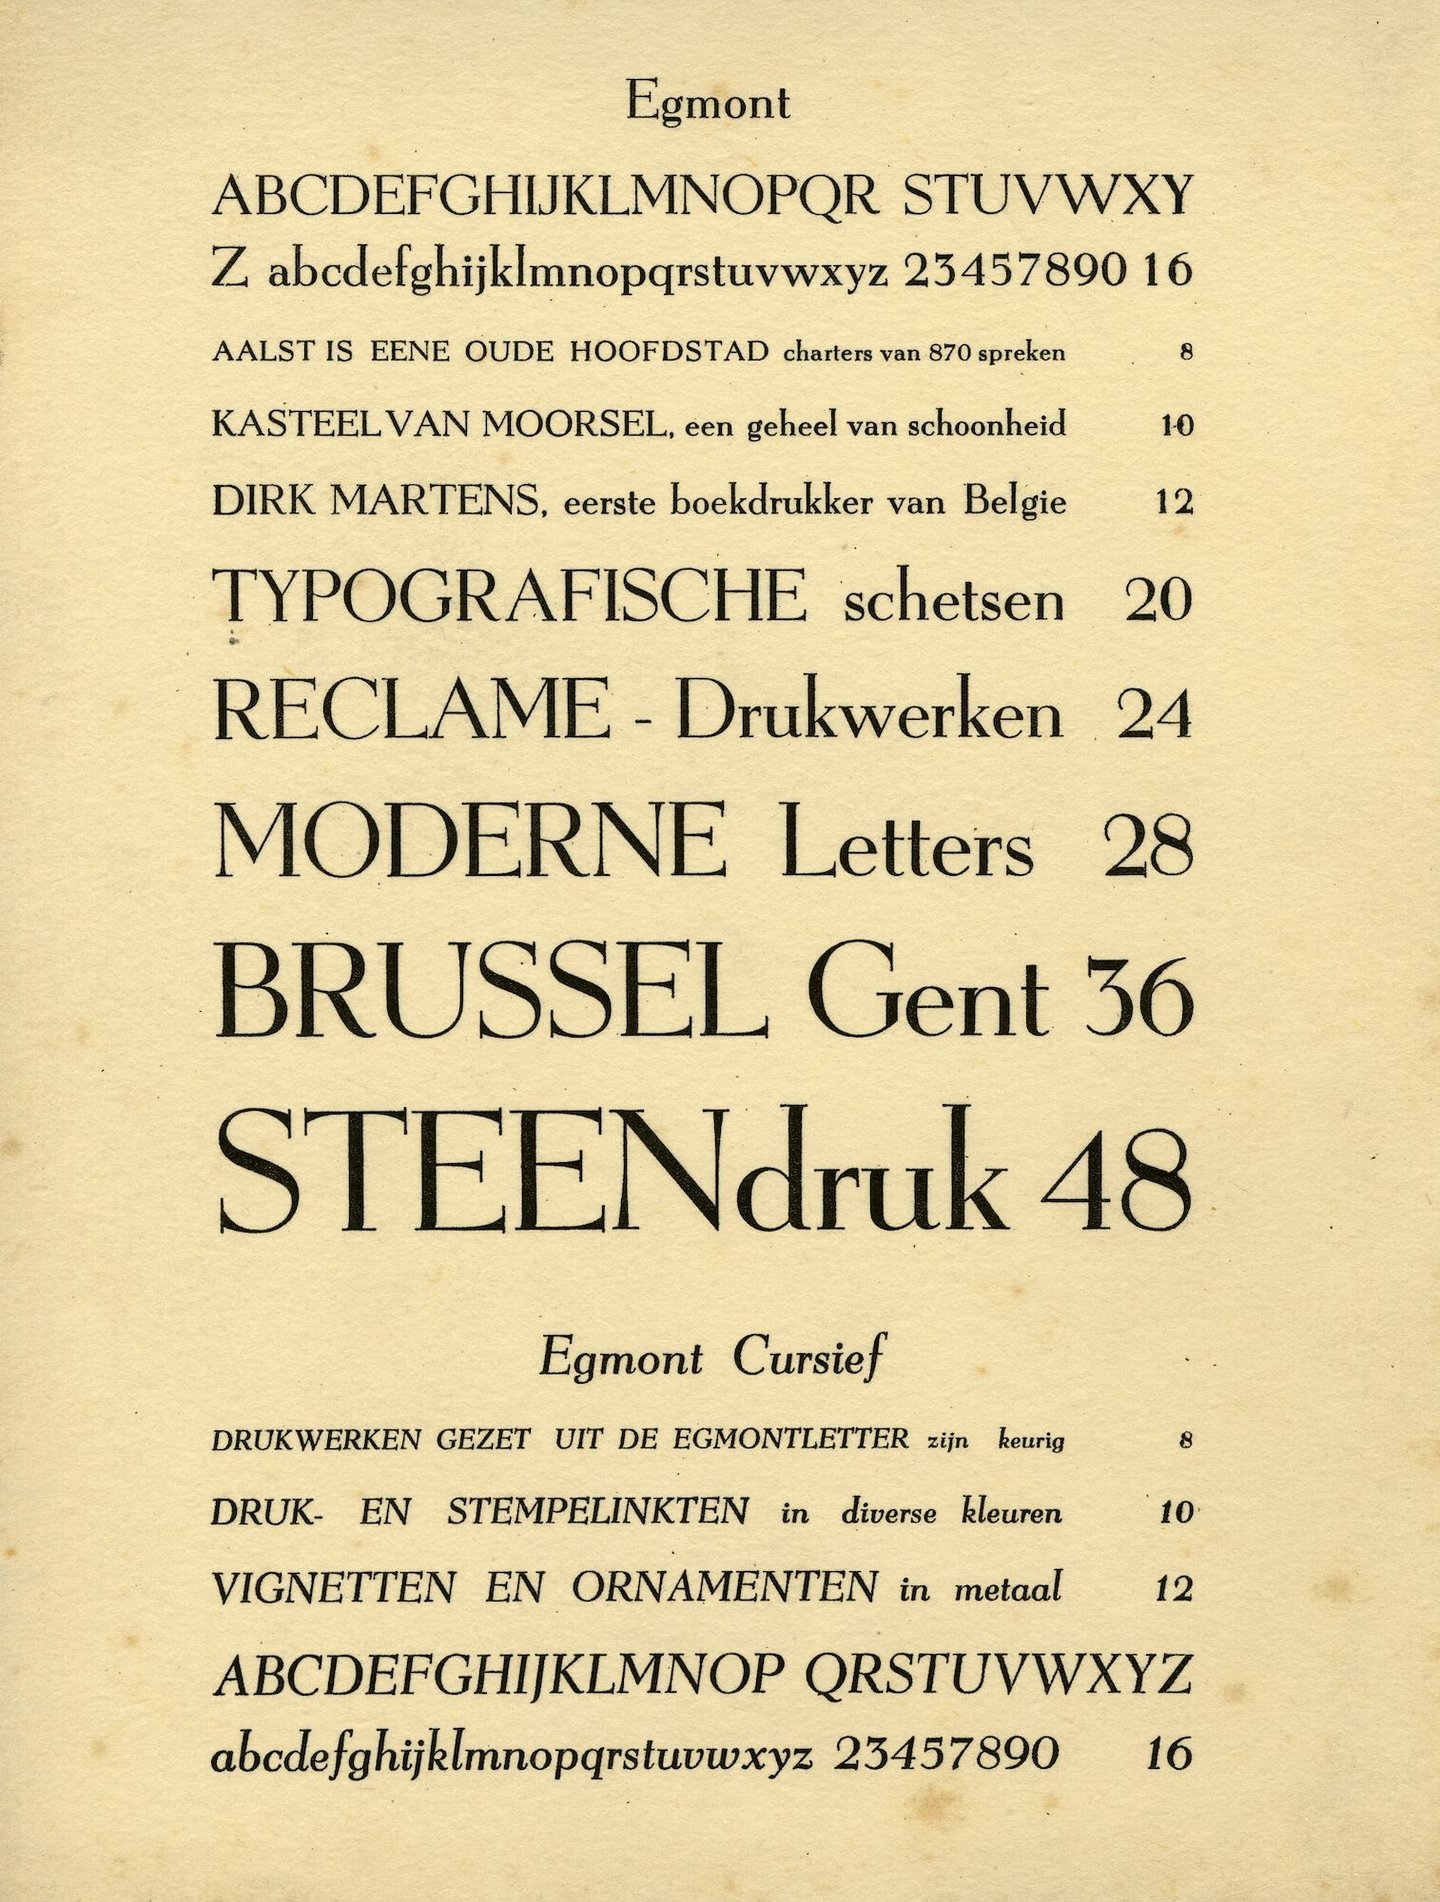 Egmont
ABCDEFGHIJKLMNOPQR STUVWXY
Z abcdefghijklmnopqrstuvwxyz 23457890 16
AALST IS EENE OUDE HOOFDSTAD charters van 870 spreken 8
KASTEEL VAN MOORSEL, een geheel van schoonheid 10
DIRK MARTENS, eerste boekdrukker van Belgie 12
TYPOGRAFISCHE schetsen 20
RECLAME - Drukwerken 24
MODERNE Letters 28
BRUSSEL Gent 36
STEENdruk 48
Egmont Cursief
DRUKWERKEN GEZET UIT DE EGMONTLETTER zijn keurig 8
DRUK- EN STEMPELINKTEN in diverse kleuren 10
VIGNETTEN EN ORNAMENTEN in metaal 12
ABCDEFGHIJKLMNOP QRSTUVWXYZ
abcdefghijklmnopqrstuvwxyz 23457890 16